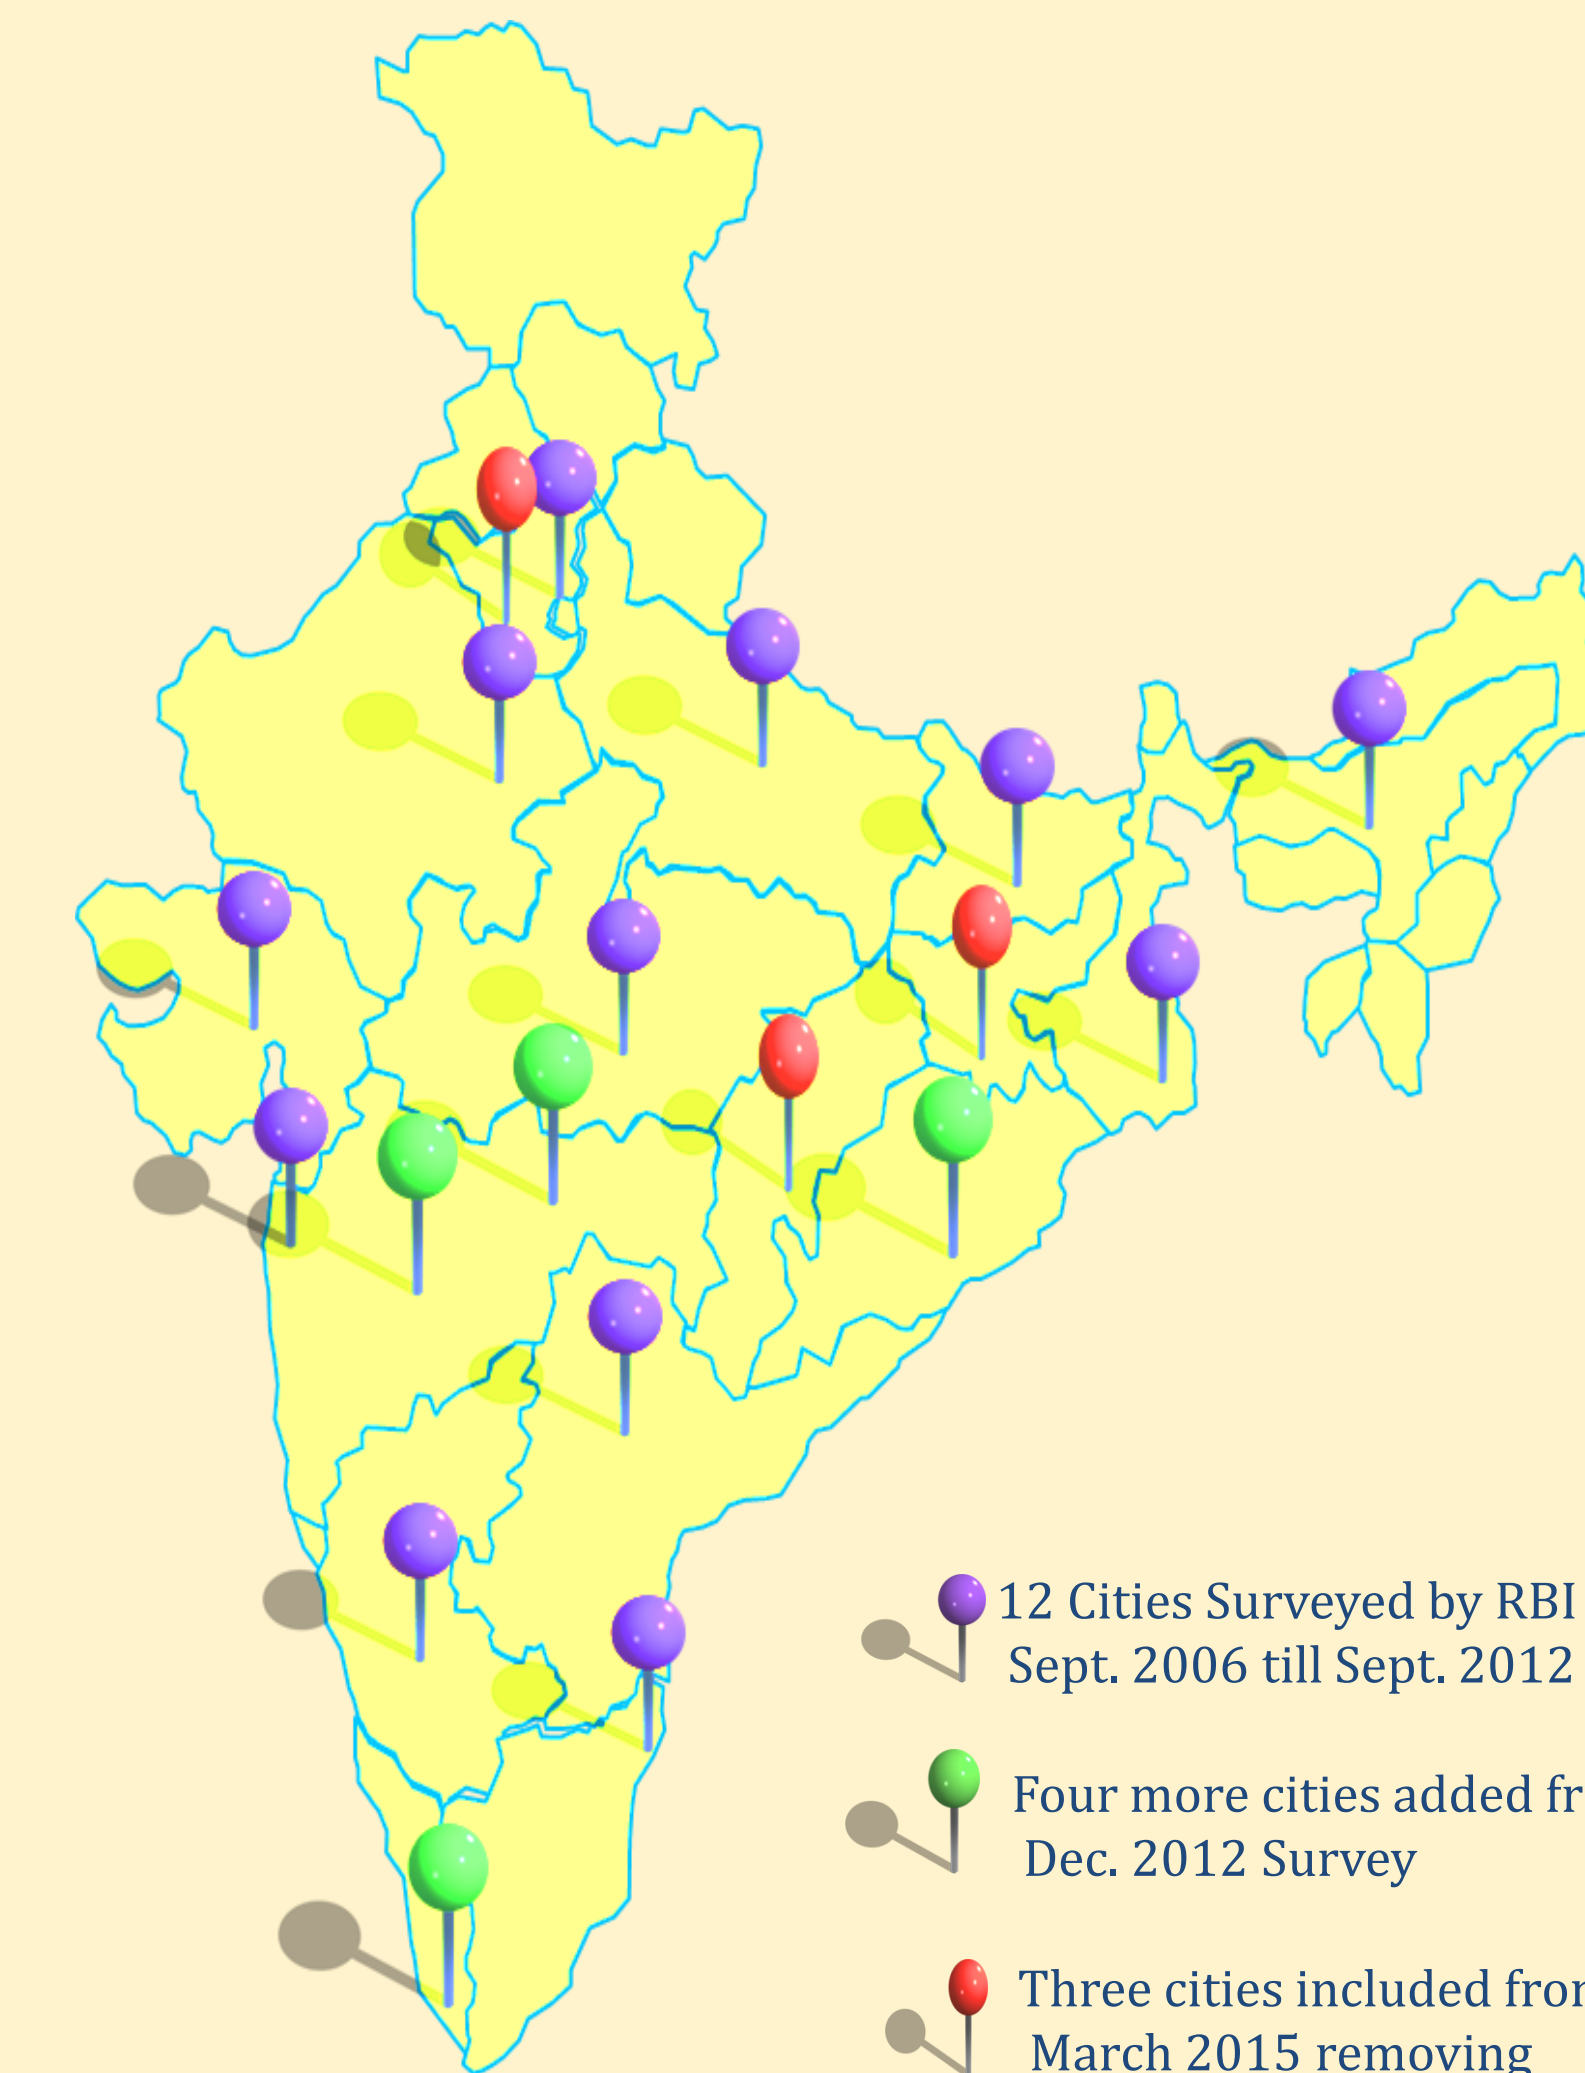 12 Cities Surveyed by RBI
Sept. 2006 till Sept. 2012
Four more cities added
Dec. 2012 Survey
Three cities included
March 2015 removing